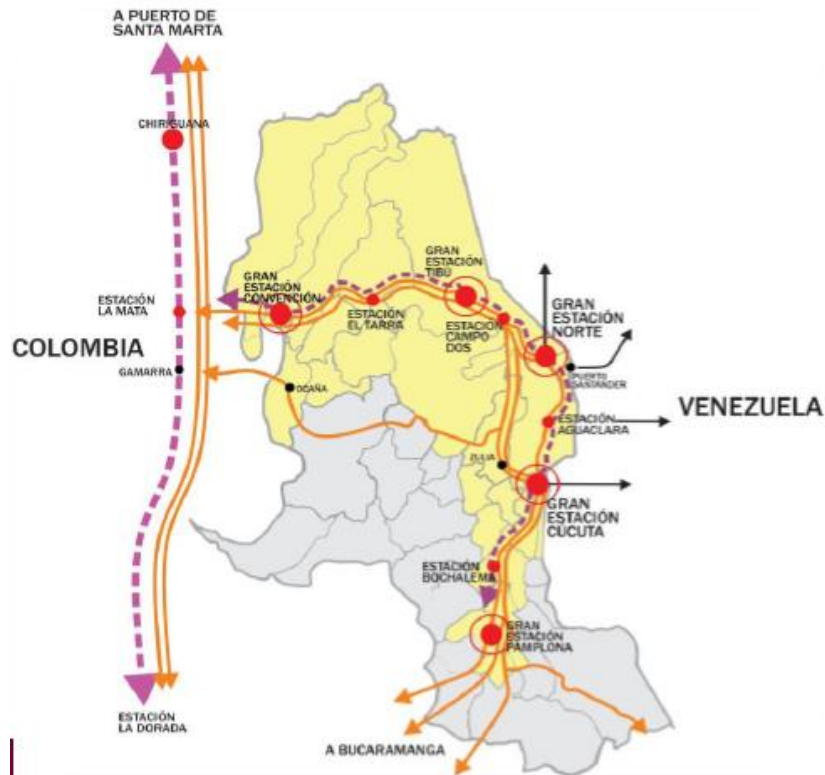 A PUERTO DE
SANTA MARTA
CHIRIGUANA
GRAN
ESTACIÓN
TIBÚ
GRAN
ESTACIÓN
CONVENCIÓN
ESTACIÓN
LA MATA
ESTACIÓN
EL TARRA
ESTACIÓN
CAMPO
DOS
GRAN
ESTACIÓN
NORTE
COLOMBIA
GAMARRA
PUERTO
SANTANDER
OCAÑA
VENEZUELA
ESTACIÓN
AGUACLARA
ZULIA
GRAN
ESTACIÓN
CÚCUTA
ESTACIÓN
BOCHALEMA
GRAN
ESTACIÓN
PAMPLONA
ESTACIÓN
LA DORADA
A BUCARAMANGA